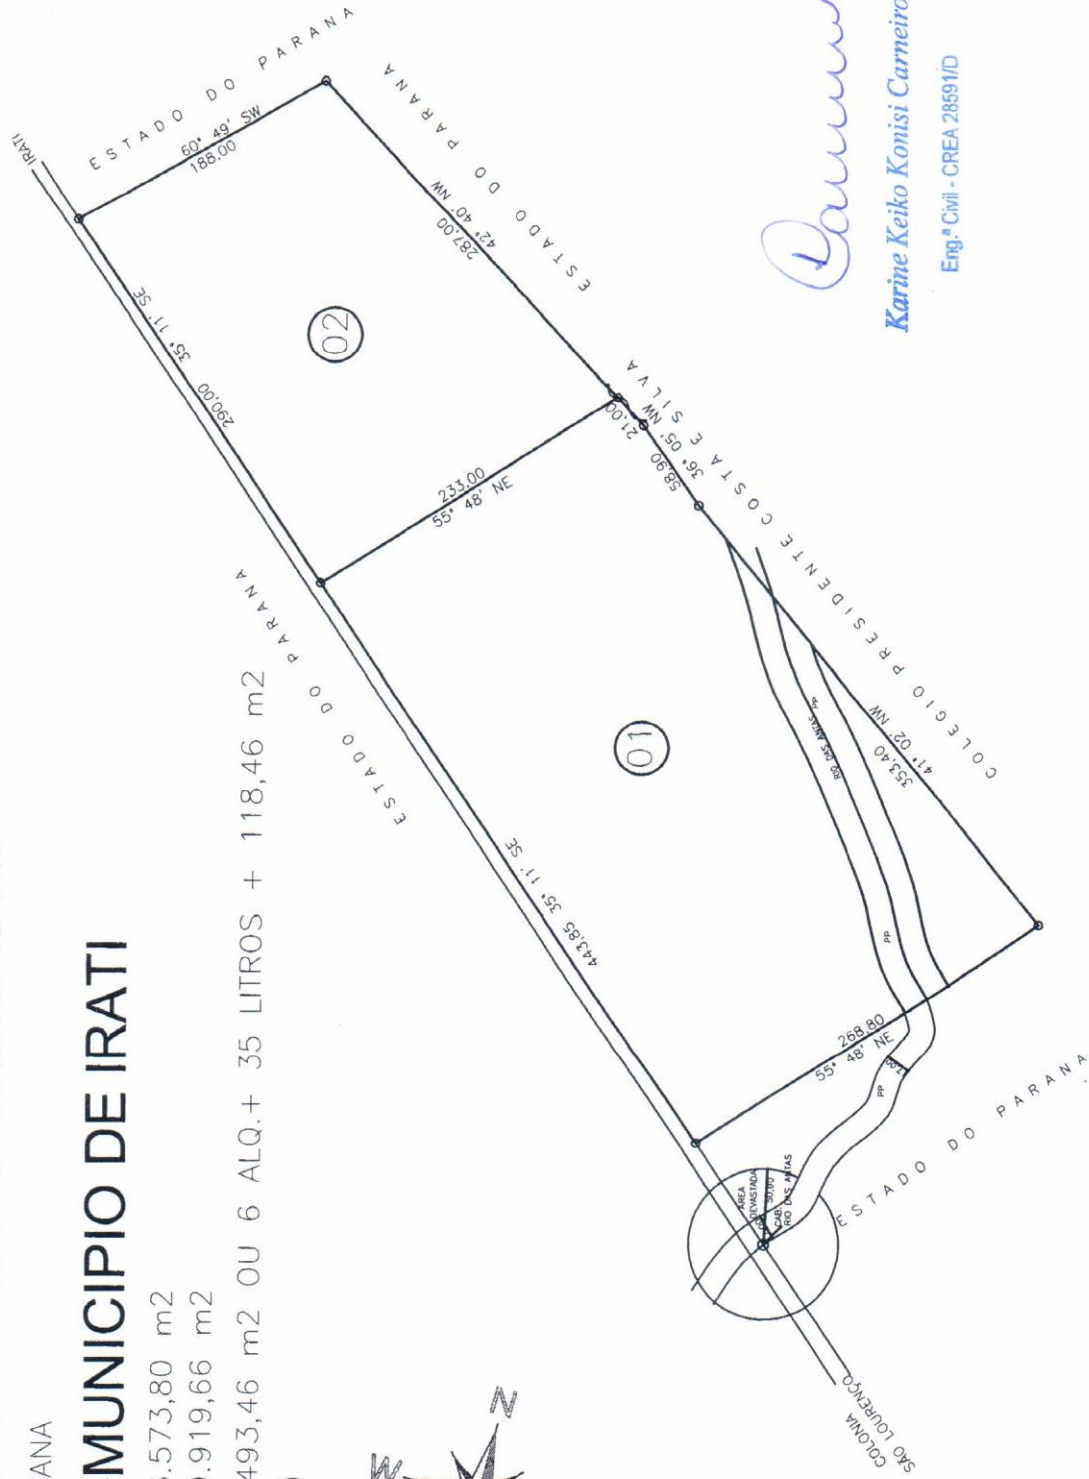 ANA
MUNICIPIO DE IRATI
.573,80 m2
.919,66 m2
493,46 m2 OU 6 ALQ.+ 35 LITROS + 118,46 m2
W
N
IRATI
ESTADO DO PARANA
60° 49' SW
188,00
35° 11' SE
290,00
02
42° 40' NW
287,00
ESTADO DO PARANA
233,00
55° 48' NE
21,00
36° 05' NW
58,90
ESTADO DO PARANA
443,85 35° 11' SE
01
COLEGIO PRESIDENTE COSTA E SILVA
RIO DAS ANTAS PP
41° 02' NW
353,40
PP
268,80
55° 48' NE
PP
7,00
AREA
DEVASTADA
50,00
CAB.
RIO DAS ANTAS
ESTADO DO PARANA
COLONIA
SÃO LOURENÇO
Karine Keiko Konisi Carneiro
Eng.ª Civil - CREA 28591/D